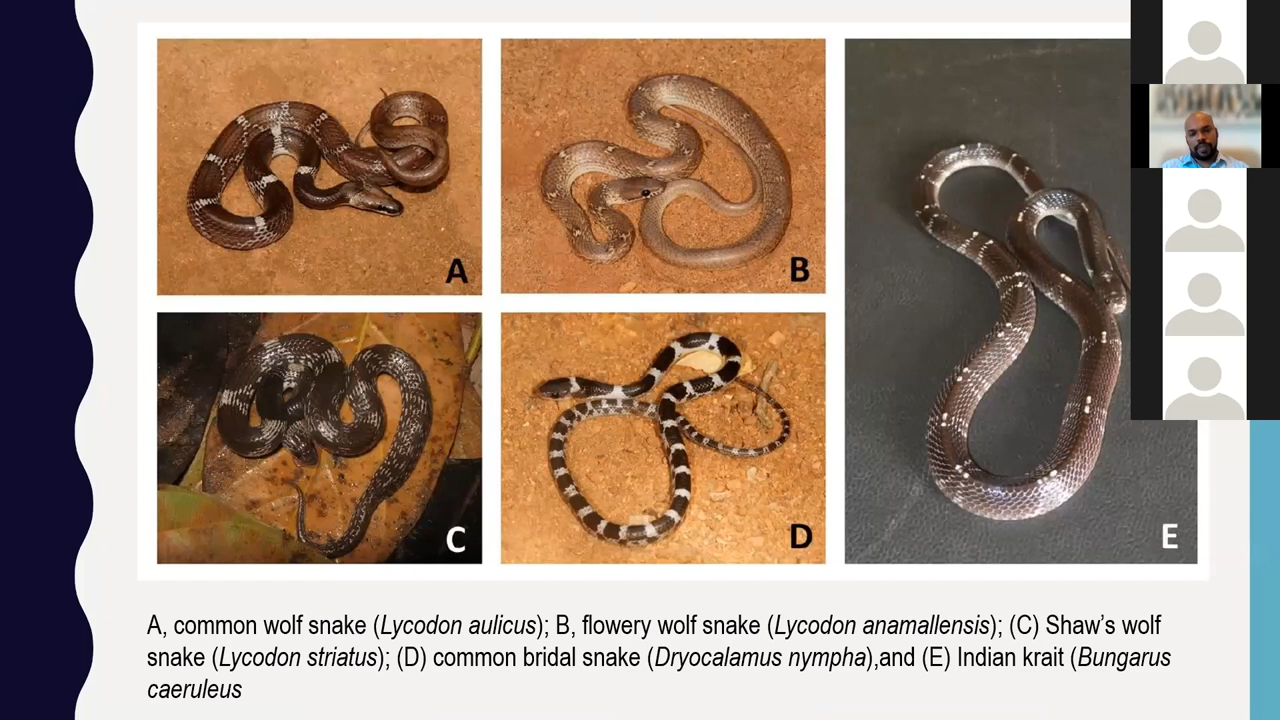 A
B
C
D
E
A, common wolf snake (Lycodon aulicus); B, flowery wolf snake (Lycodon anamallensis); (C) Shaw’s wolf
snake (Lycodon striatus); (D) common bridal snake (Dryocalamus nympha),and (E) Indian krait (Bungarus
caeruleus